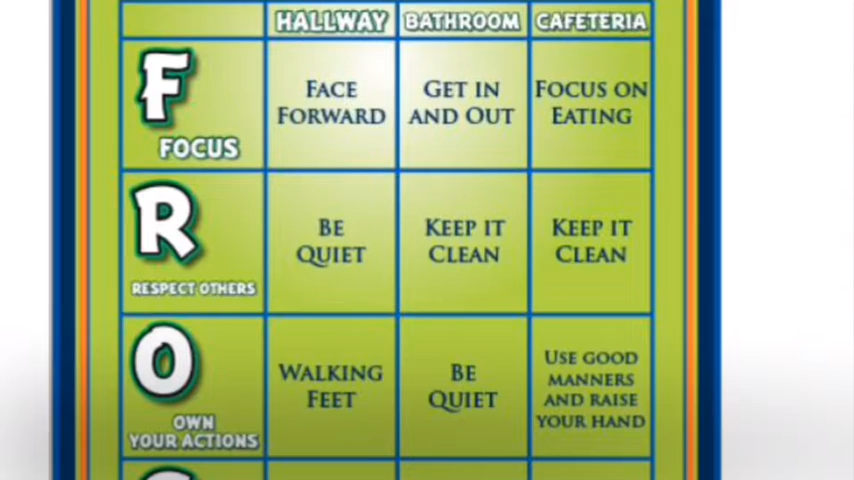 HALLWAY BATHROOM CAFETERIA
F
FOCUS
FACE
FORWARD
GET IN
AND OUT
FOCUS ON
EATING
R
RESPECT OTHERS
BE
QUIET
KEEP IT
CLEAN
KEEP IT
CLEAN
O
OWN
YOUR ACTIONS
WALKING
FEET
BE
QUIET
USE GOOD
MANNERS
AND RAISE
YOUR HAND